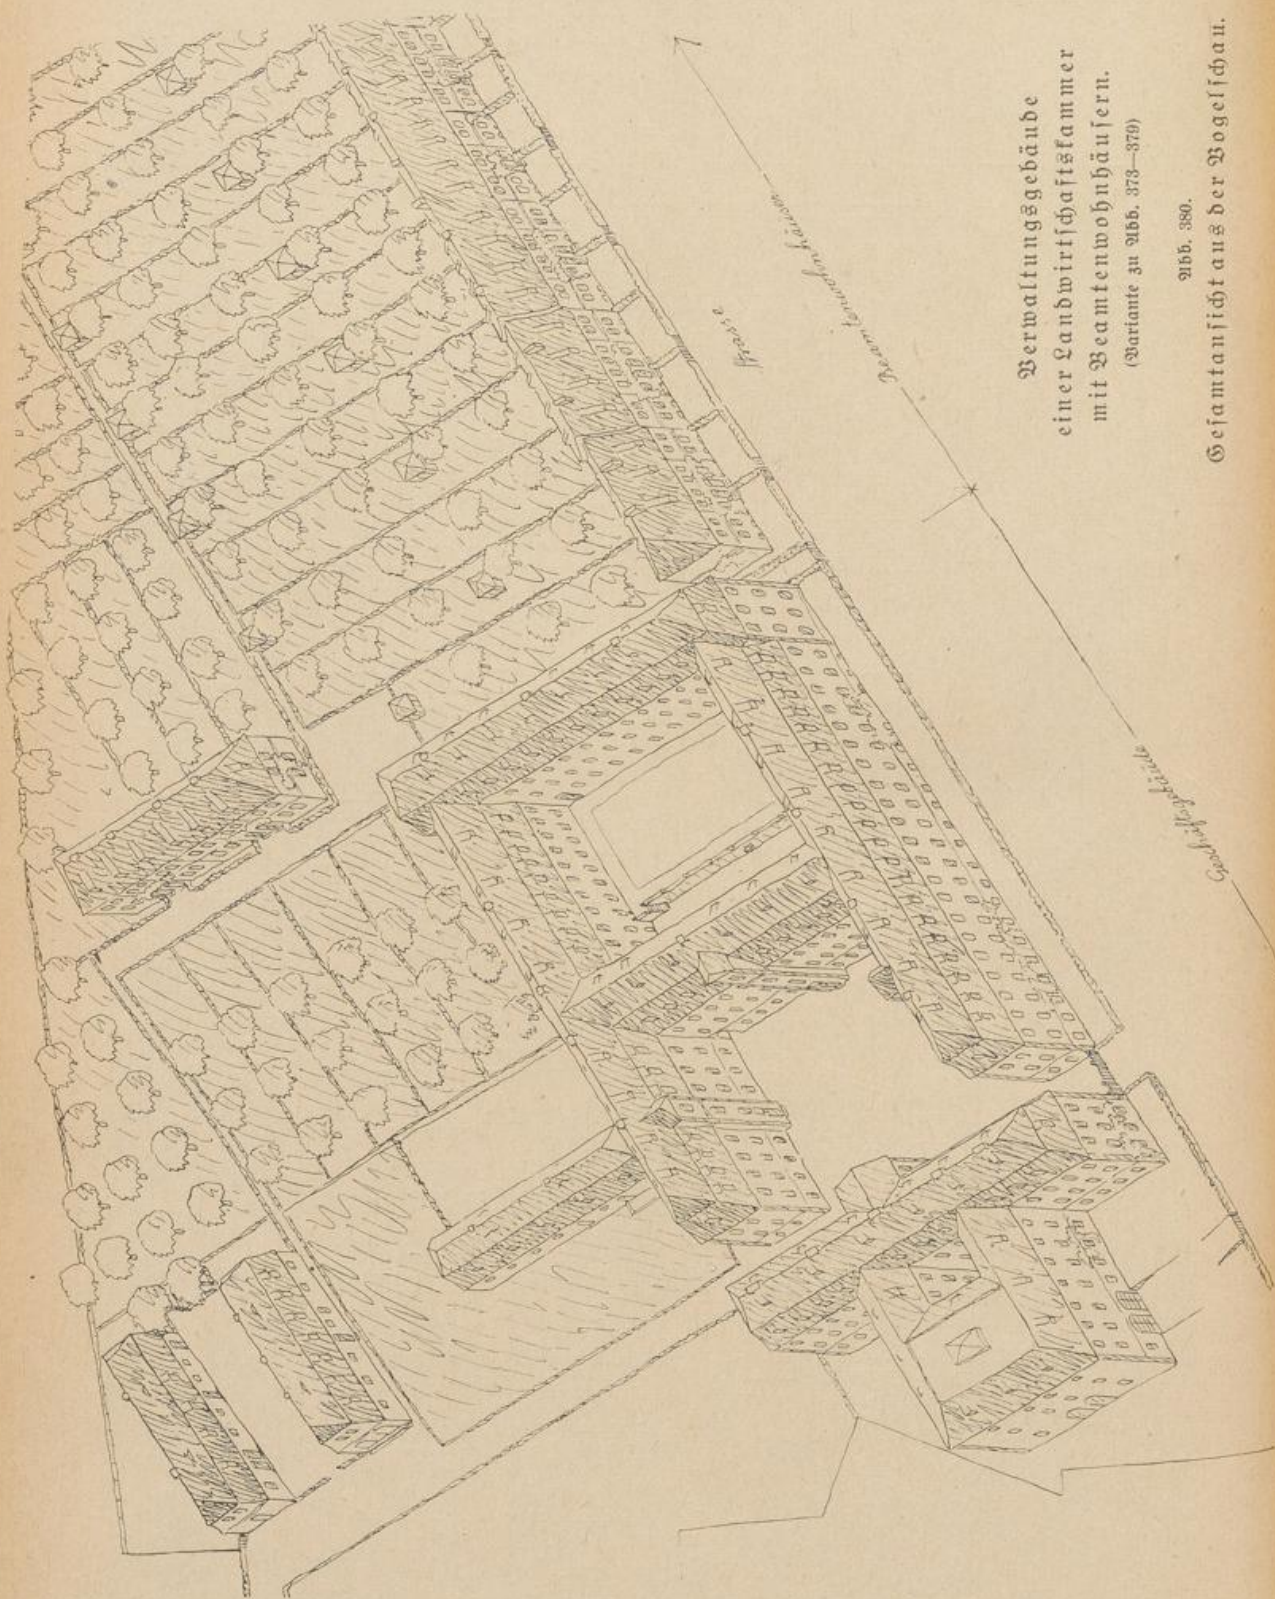 Verwaltungsgebäude
einer Landwirtschaftskammer
mit Beamtenwohnhäusern.
(Variante zu Abb. 373—379)
Abb. 380.
Gesamtansicht aus der Vogelschau.
Strasse
Beamtenwohnhäuser
Geschäftsgebäude